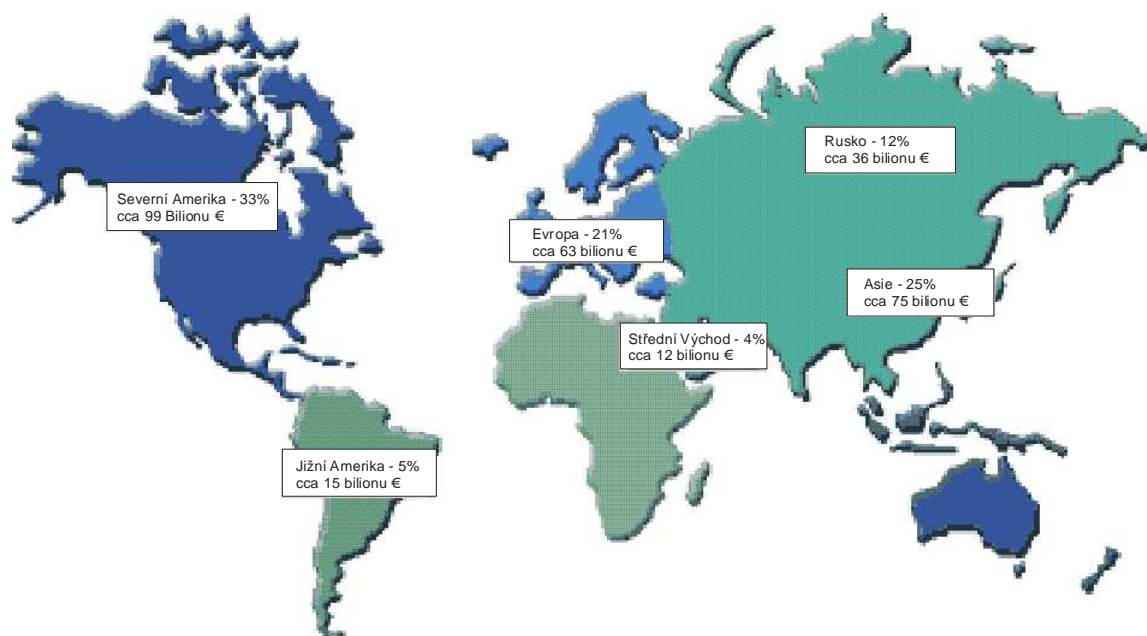 Rusko - 12%
cca 36 bilionu €
Severní Amerika - 33%
cca 99 Bilionu €
Evropa - 21%
cca 63 bilionu €
Asie - 25%
cca 75 bilionu €
Střední Východ - 4%
cca 12 bilionu €
Jižní Amerika - 5%
cca 15 bilionu €